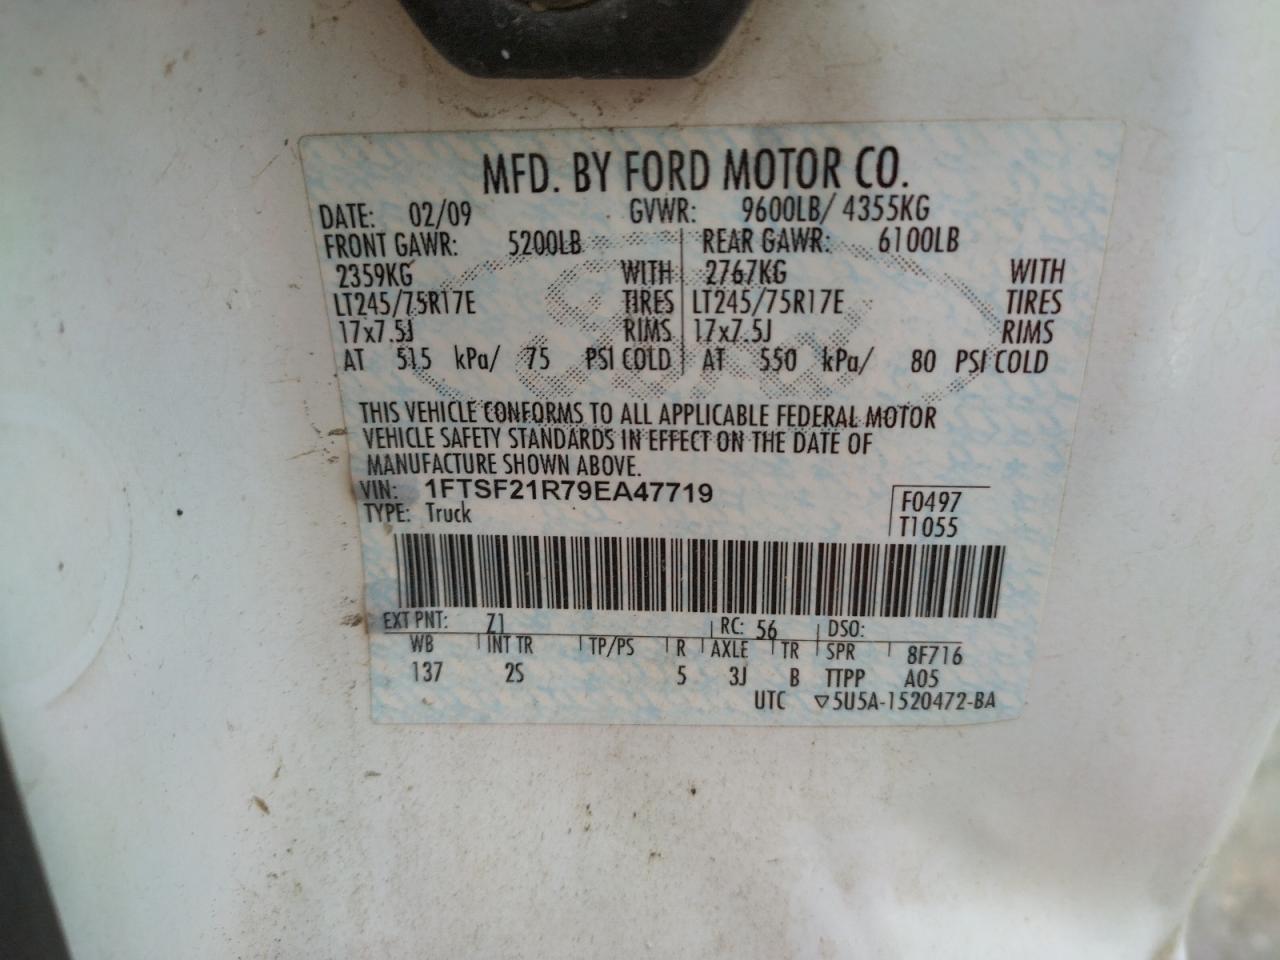 MFD. BY FORD MOTOR CO.
DATE: 02/09 GVWR: 9600LB/ 4355KG
FRONT GAWR: 5200LB REAR GAWR: 6100LB
2359KG WITH 2767KG WITH
LT245/75R17E TIRES LT245/75R17E TIRES
17x7.5J RIMS 17x7.5J RIMS
AT 515 kPa/ 75 PSI COLD AT 550 kPa/ 80 PSI COLD
THIS VEHICLE CONFORMS TO ALL APPLICABLE FEDERAL MOTOR
VEHICLE SAFETY STANDARDS IN EFFECT ON THE DATE OF
MANUFACTURE SHOWN ABOVE.
VIN: 1FTSF21R79EA47719 F0497
TYPE: Truck T1055
EXT PNT: Z1 RC: 56 DSO:
WB INT TR TP/PS R AXLE TR SPR 8F716
137 2S 5 3J B TTPP A05
UTC ▽5U5A-1520472-BA